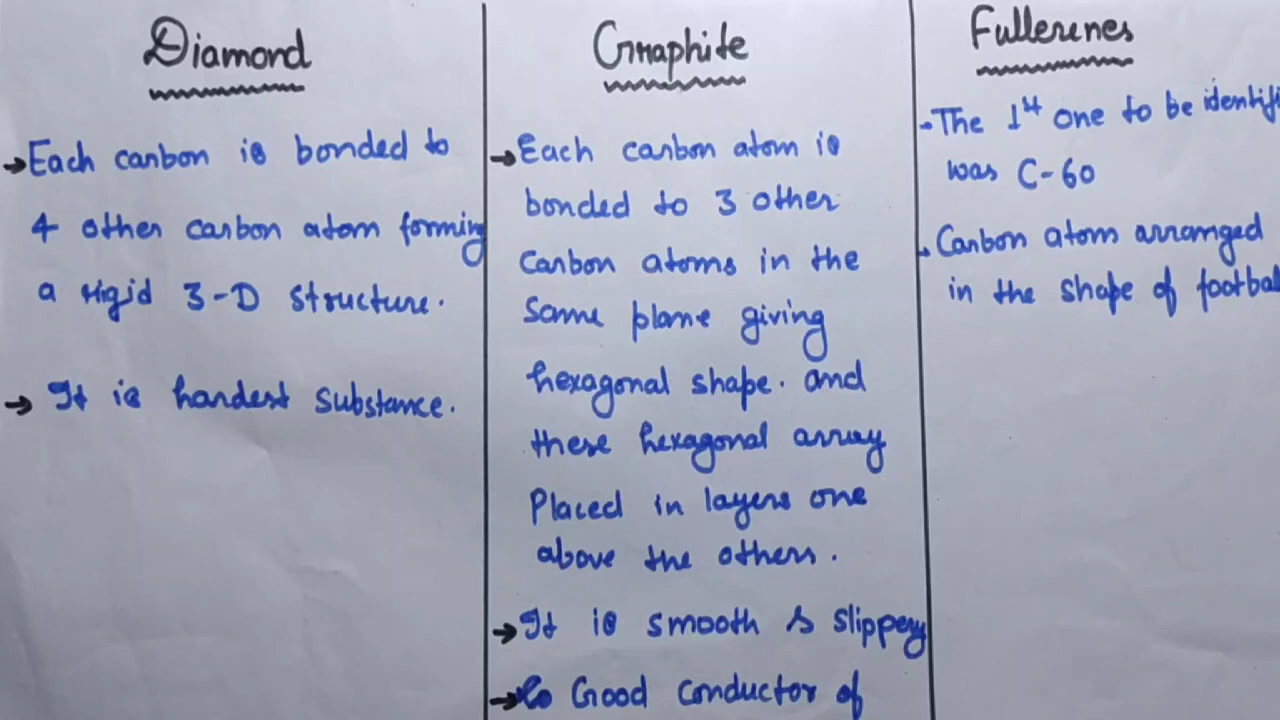 Diamond
→ Each carbon is bonded to
4 other carbon atom forming
a rigid 3-D structure.
→ It is hardest substance.
Graphite
→ Each carbon atom is
bonded to 3 other
carbon atoms in the
same plane giving
hexagonal shape. and
these hexagonal array
Placed in layers one
above the others.
→ It is smooth & slippery
→ Good conductor of
Fullerenes
→ The 1st one to be identif
was C-60
→ Carbon atom arranged
in the shape of footbal